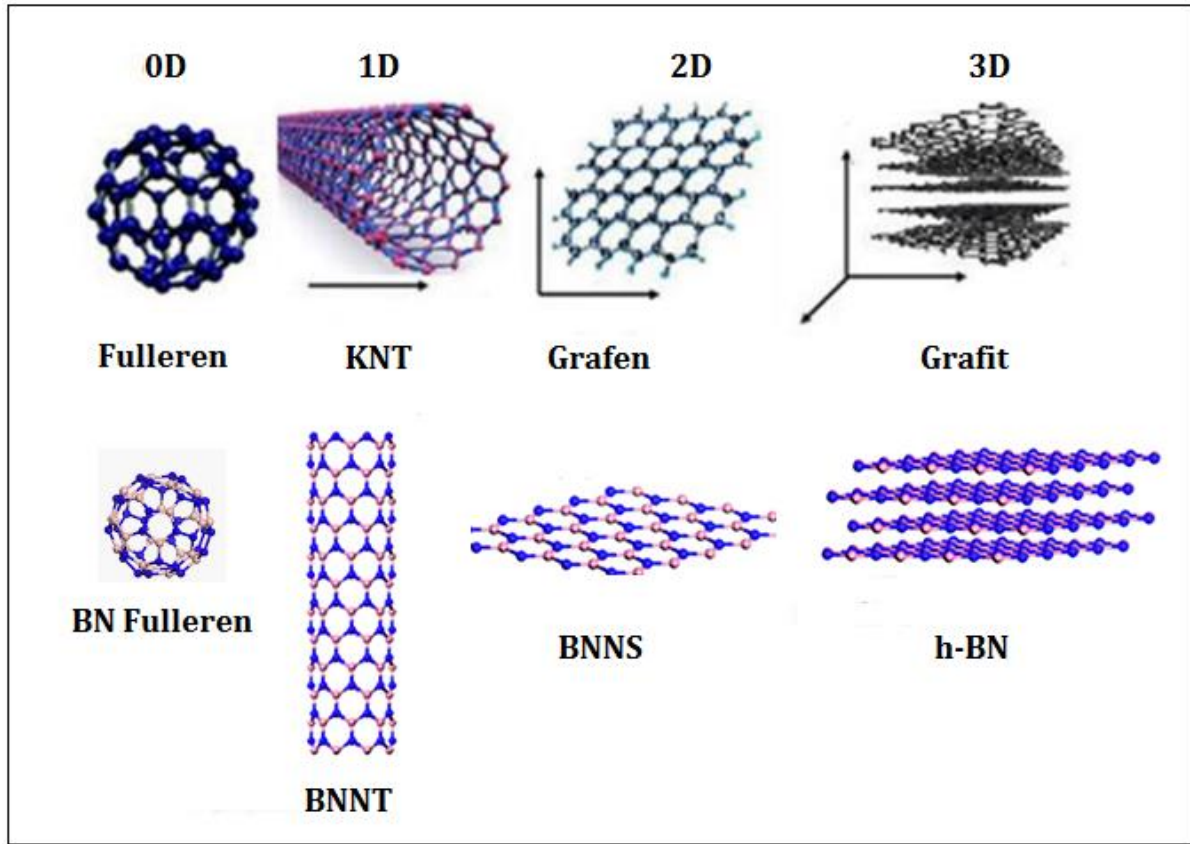 0D 1D 2D 3D
Fulleren KNT Grafen Grafit
BN Fulleren
BNNS h-BN
BNNT